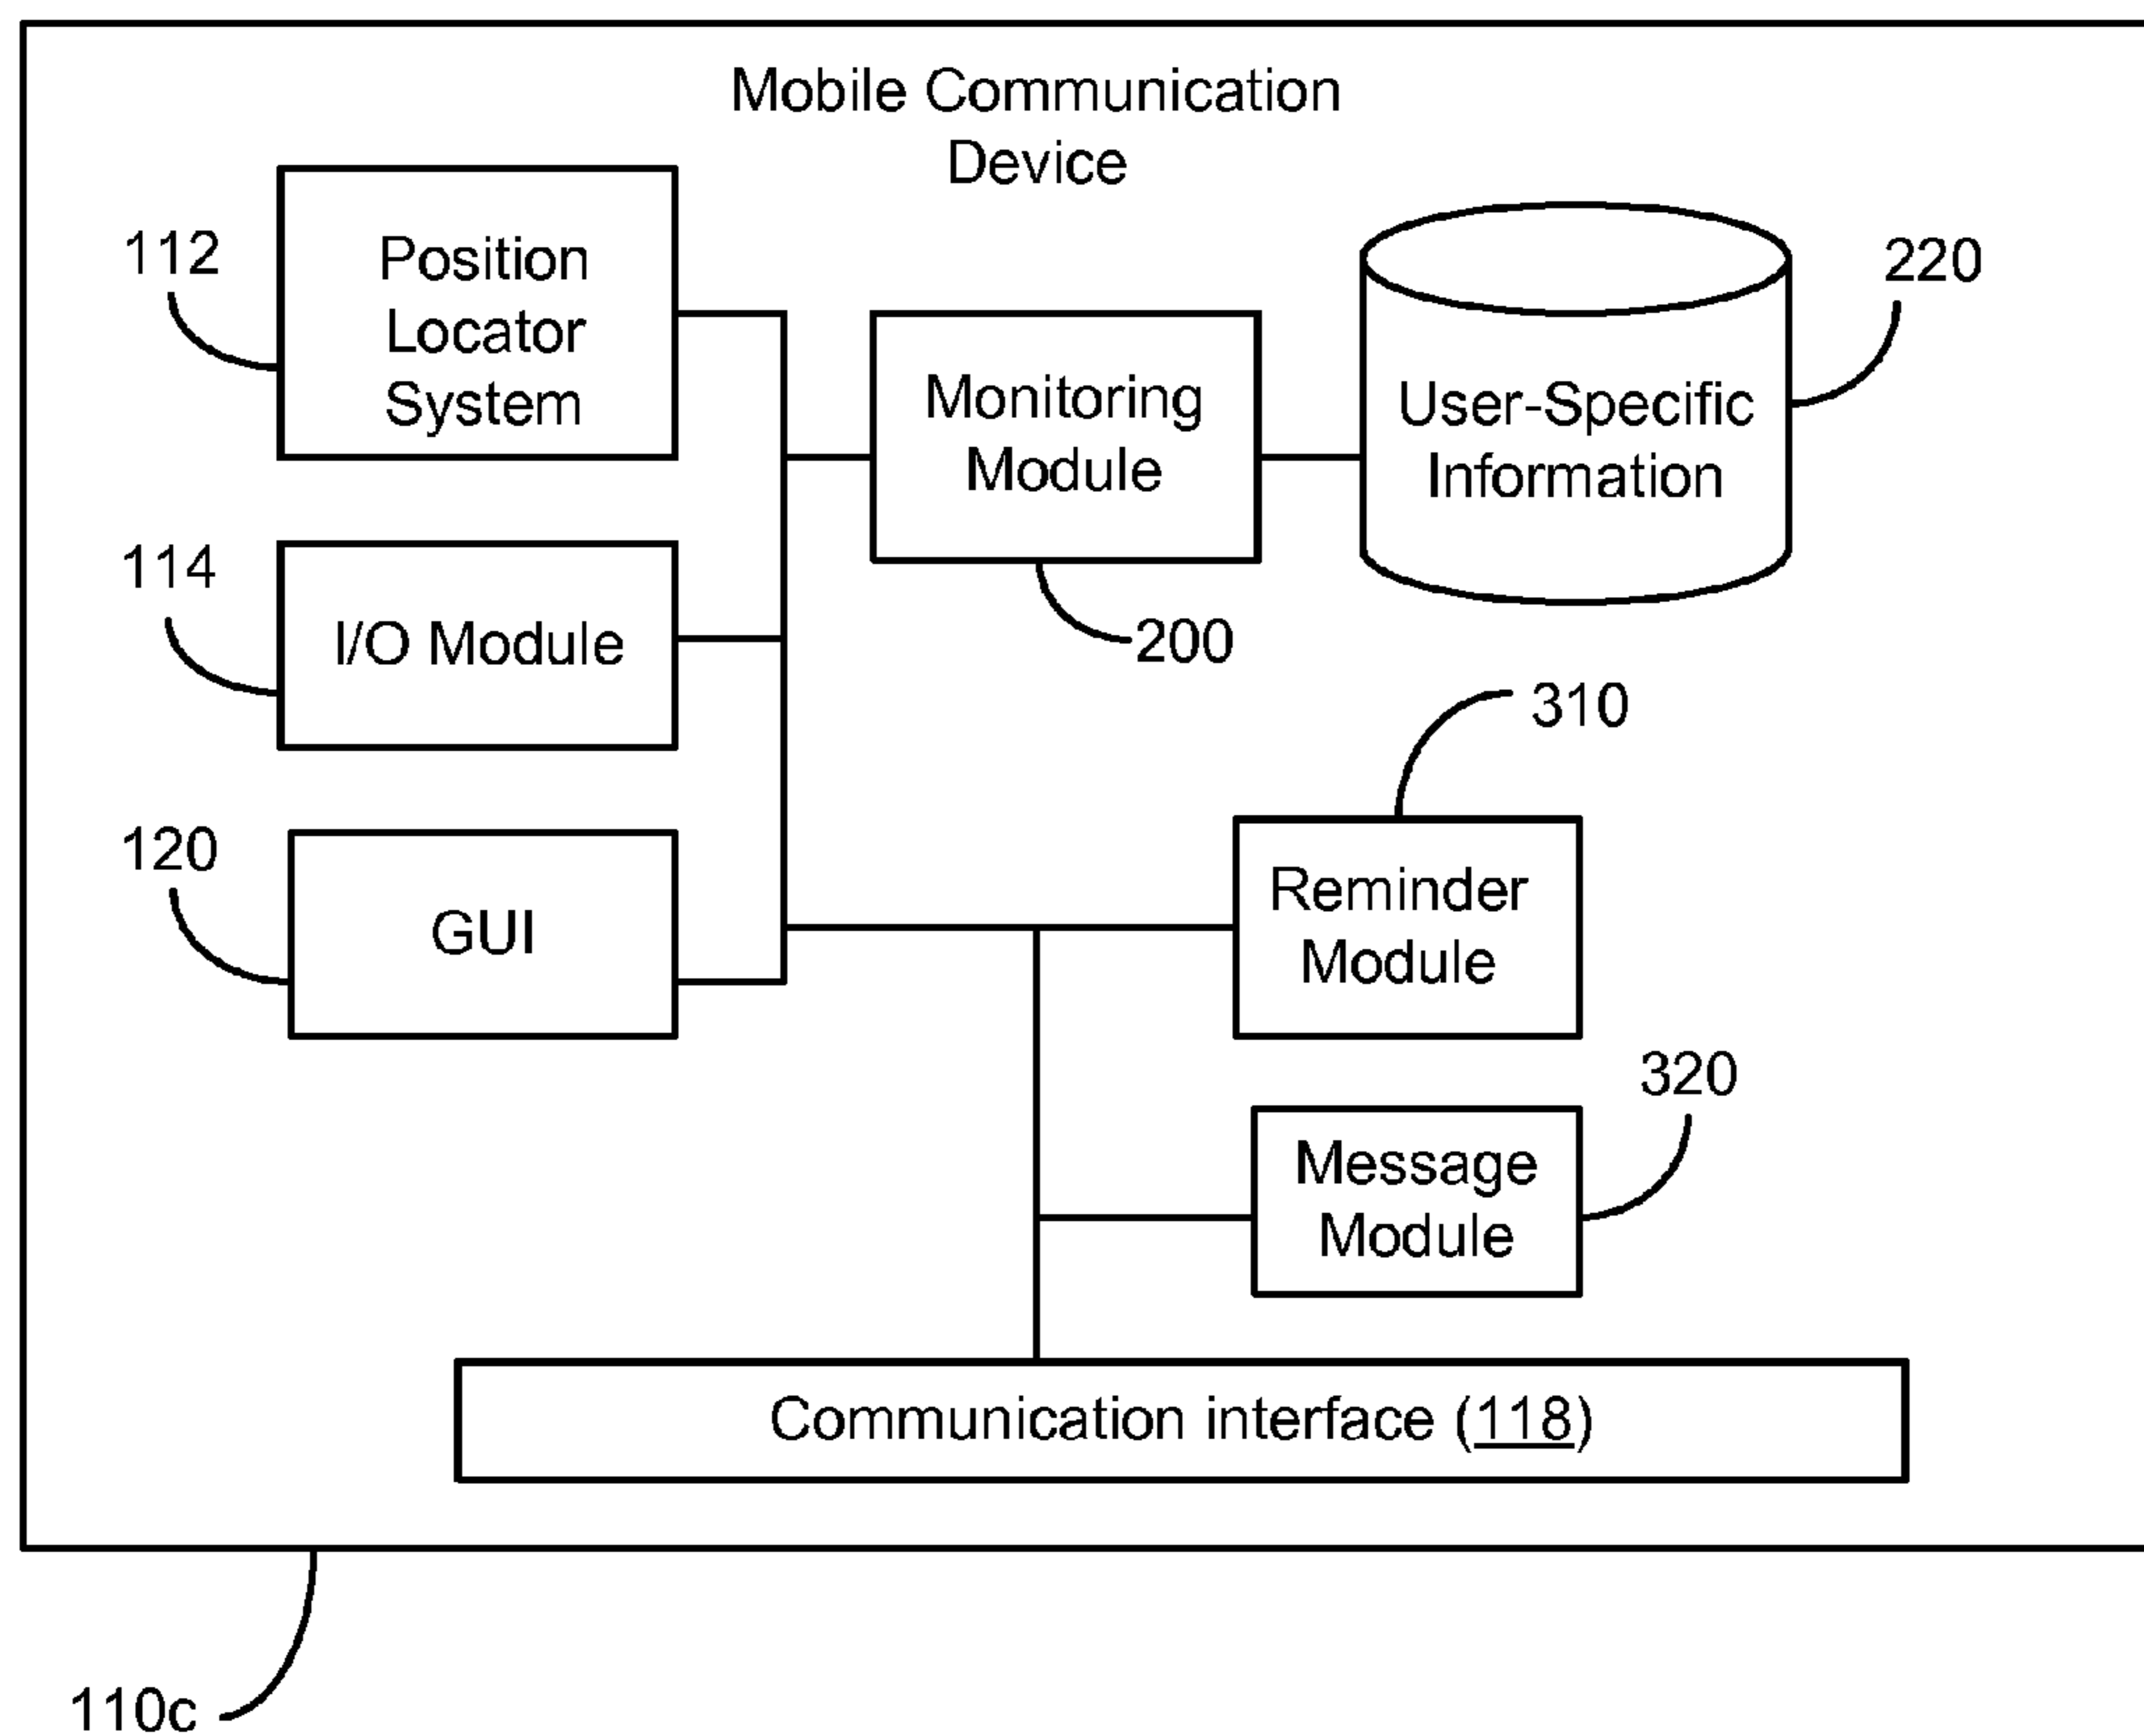 Mobile Communication
Device
112
Position
Locator
System
220
Monitoring
Module
User-Specific
Information
114
I/O Module
200
310
120
GUI
Reminder
Module
320
Message
Module
Communication interface (118)
110c